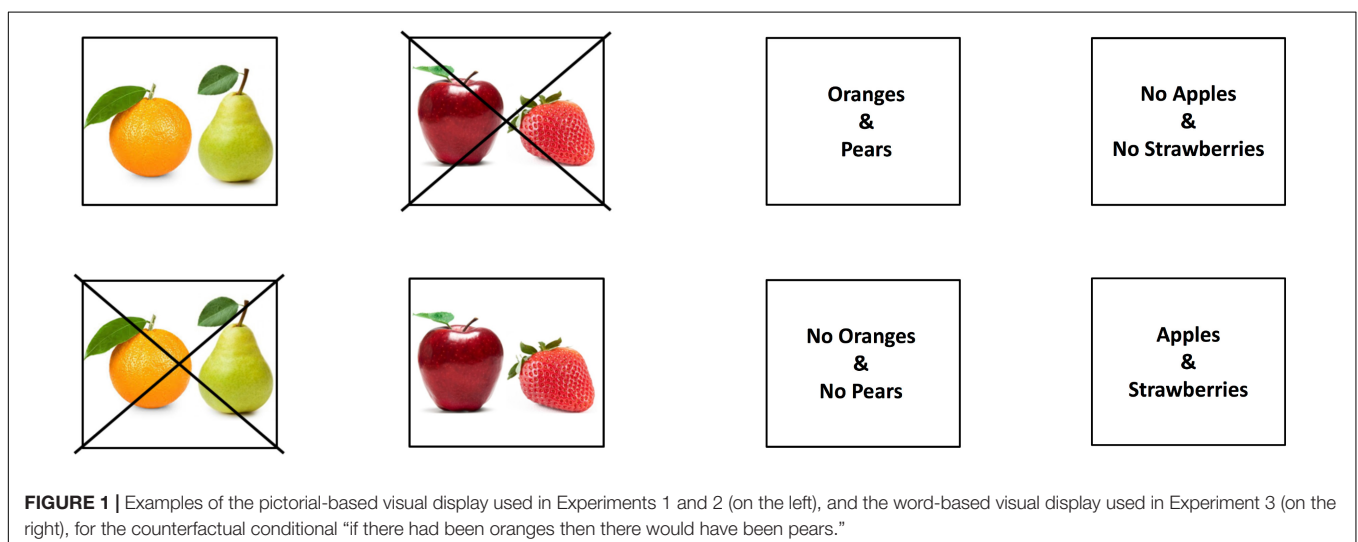 Oranges
&
Pears
No Apples
&
No Strawberries
No Oranges
&
No Pears
Apples
&
Strawberries
FIGURE 1 | Examples of the pictorial-based visual display used in Experiments 1 and 2 (on the left), and the word-based visual display used in Experiment 3 (on the
right), for the counterfactual conditional “if there had been oranges then there would have been pears.”